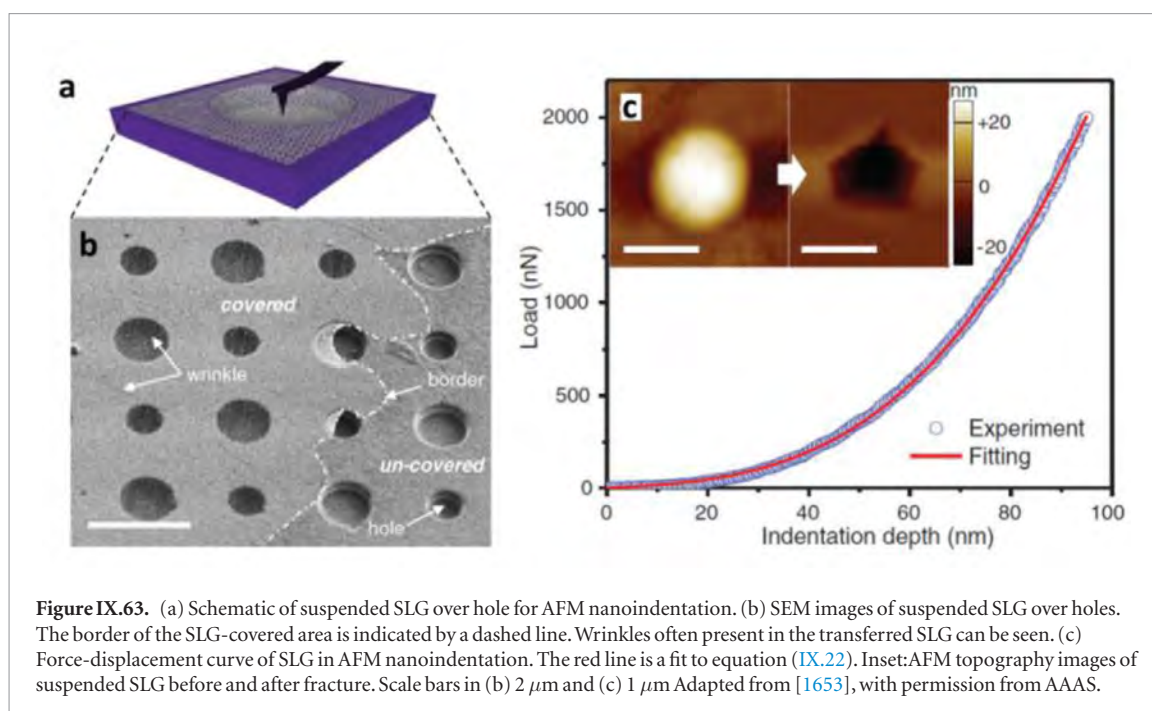 a
b
covered
wrinkle
border
un-covered
hole
c
nm
+20
0
-20
2000
1500
1000
500
0
Load (nN)
Experiment
Fitting
0 20 40 60 80 100
Indentation depth (nm)
Figure IX.63. (a) Schematic of suspended SLG over hole for AFM nanoindentation. (b) SEM images of suspended SLG over holes.
The border of the SLG-covered area is indicated by a dashed line. Wrinkles often present in the transferred SLG can be seen. (c)
Force-displacement curve of SLG in AFM nanoindentation. The red line is a fit to equation (IX.22). Inset:AFM topography images of
suspended SLG before and after fracture. Scale bars in (b) 2 μm and (c) 1 μm Adapted from [1653], with permission from AAAS.